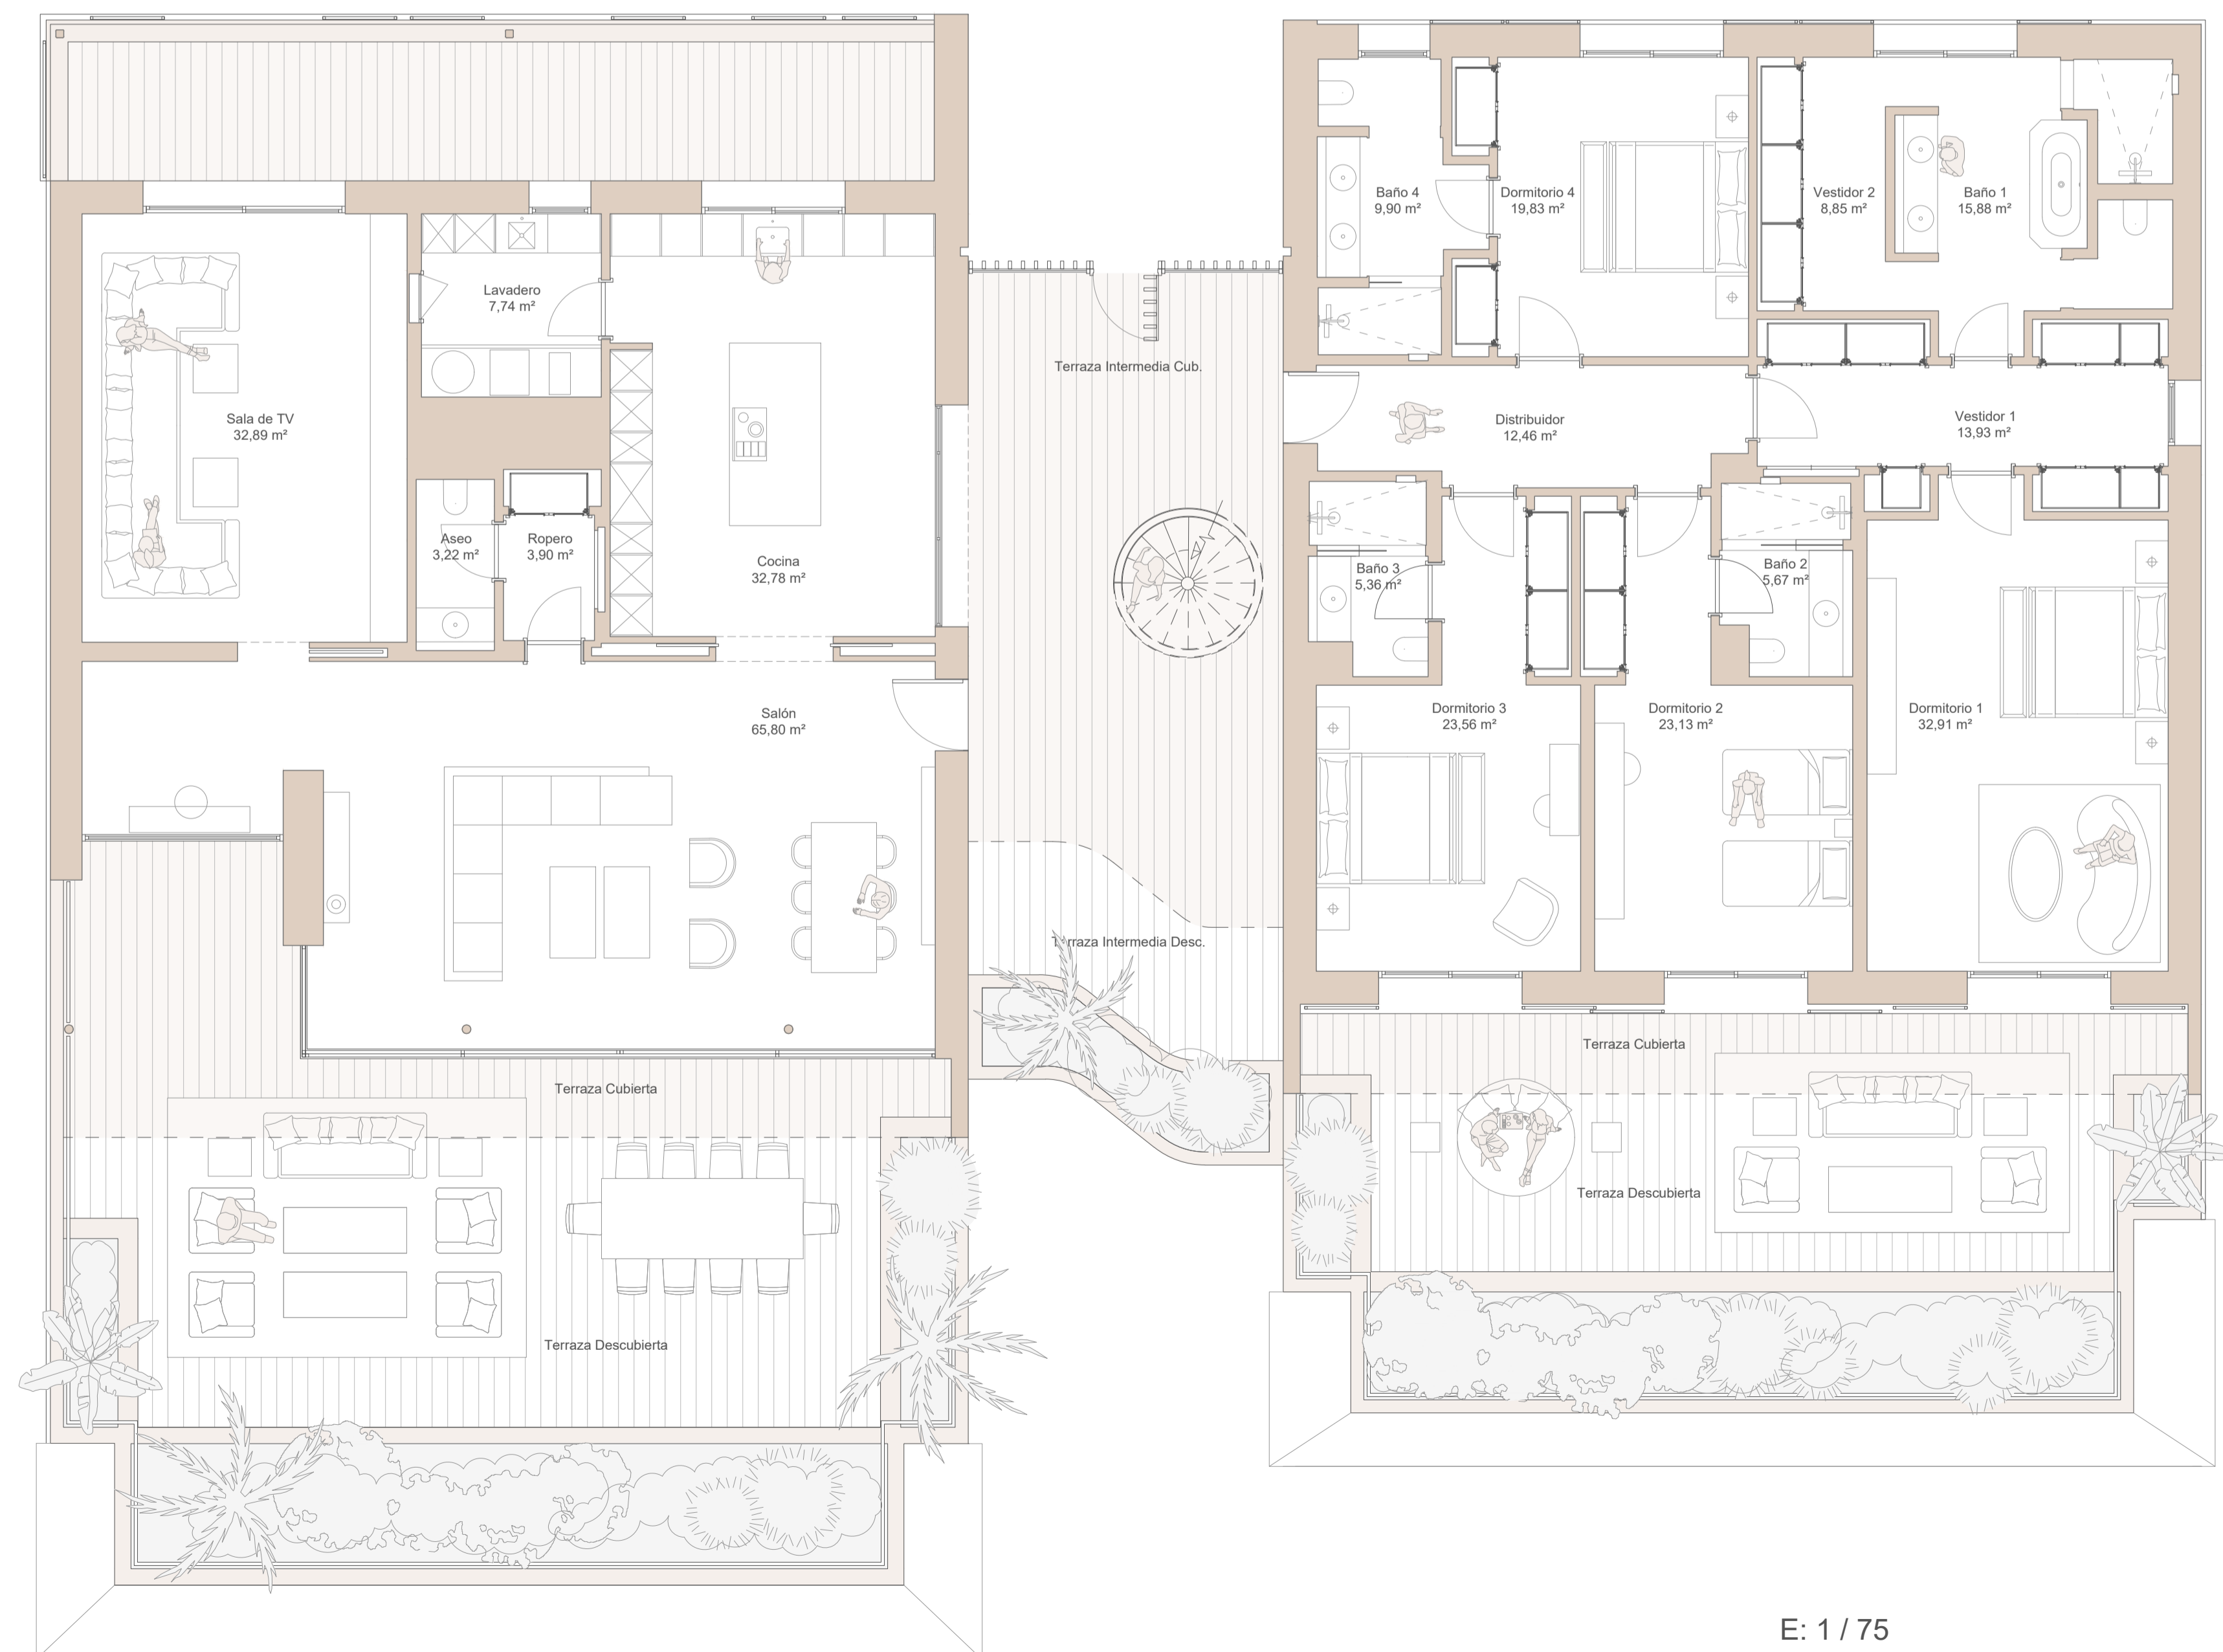 Baño 4
9,90 m²
Dormitorio 4
19,83 m²
Vestidor 2
8,85 m²
Baño 1
15,88 m²
Lavadero
7,74 m²
Terraza Intermedia Cub.
Sala de TV
32,89 m²
Distribuidor
12,46 m²
Vestidor 1
13,93 m²
Aseo
3,22 m²
Ropero
3,90 m²
Cocina
32,78 m²
Baño 3
5,36 m²
Baño 2
5,67 m²
Salón
65,80 m²
Dormitorio 3
23,56 m²
Dormitorio 2
23,13 m²
Dormitorio 1
32,91 m²
Terraza Intermedia Desc.
Terraza Cubierta
Terraza Cubierta
Terraza Descubierta
Terraza Descubierta
E: 1 / 75